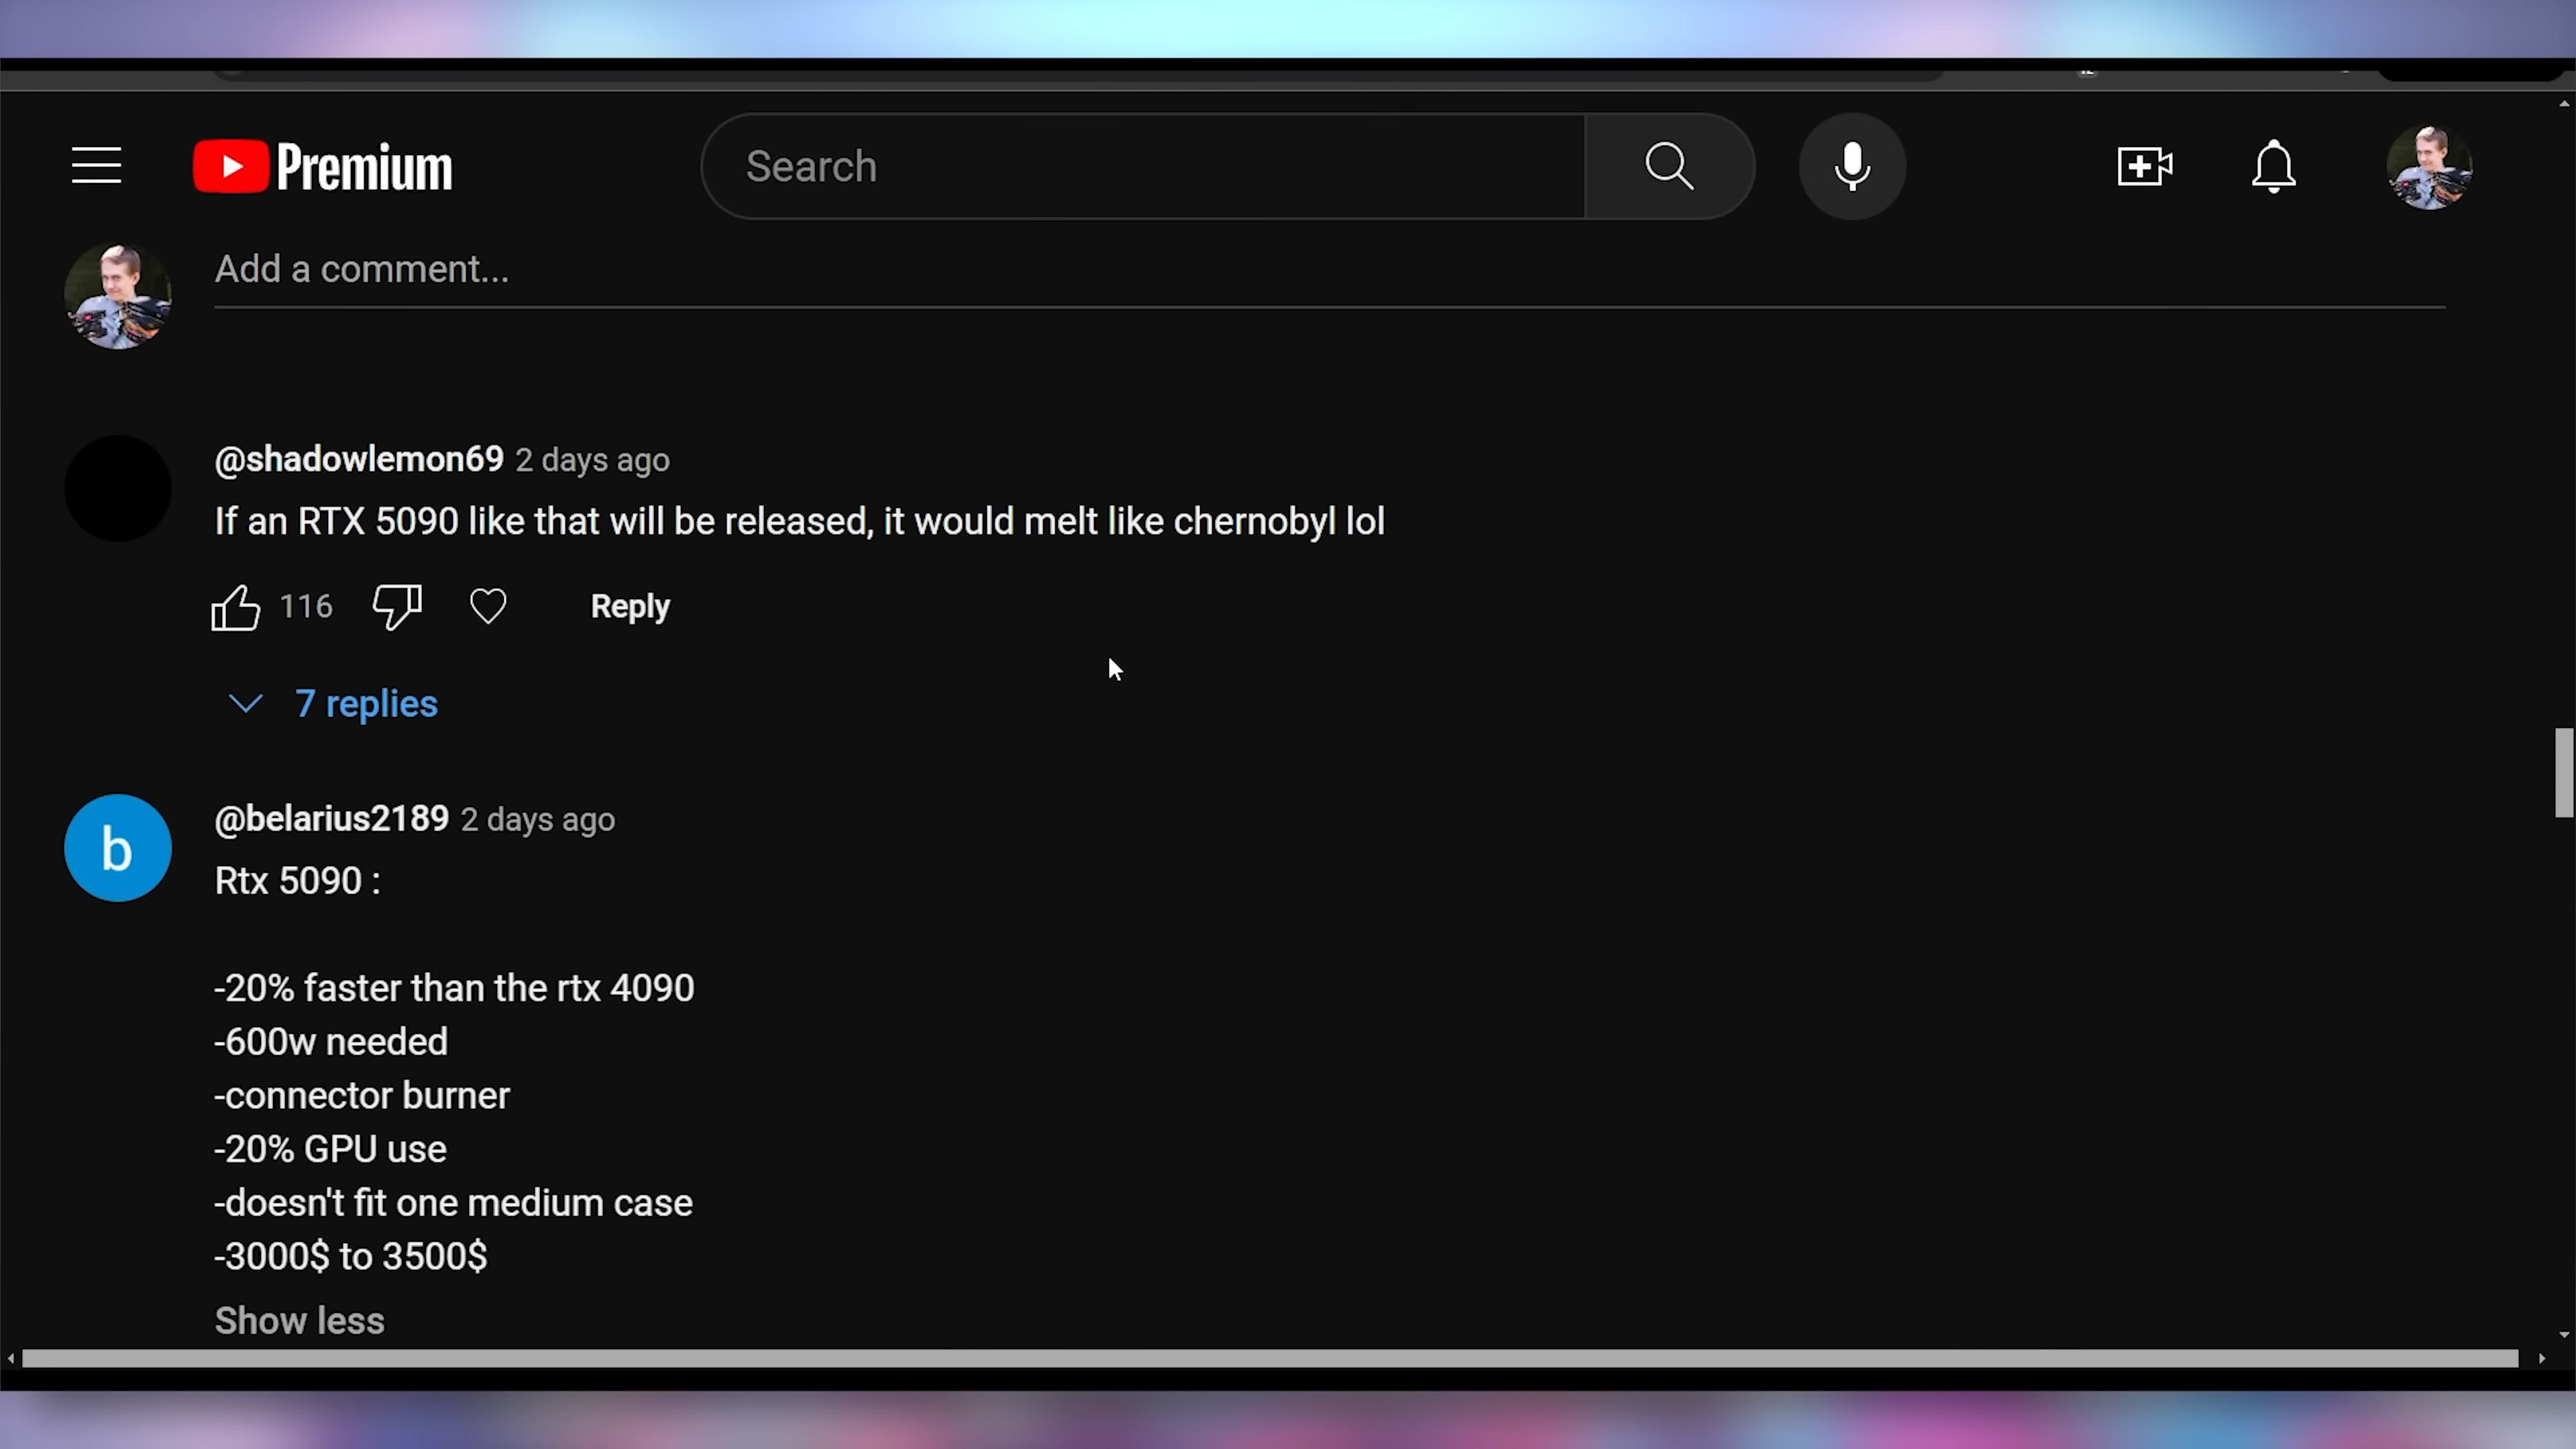 Premium
Search
Add a comment...
@shadowlemon69 2 days ago
If an RTX 5090 like that will be released, it would melt like chernobyl lol
116
Reply
7 replies
b
@belarius2189 2 days ago
Rtx 5090 :
-20% faster than the rtx 4090
-600w needed
-connector burner
-20% GPU use
-doesn't fit one medium case
-3000$ to 3500$
Show less